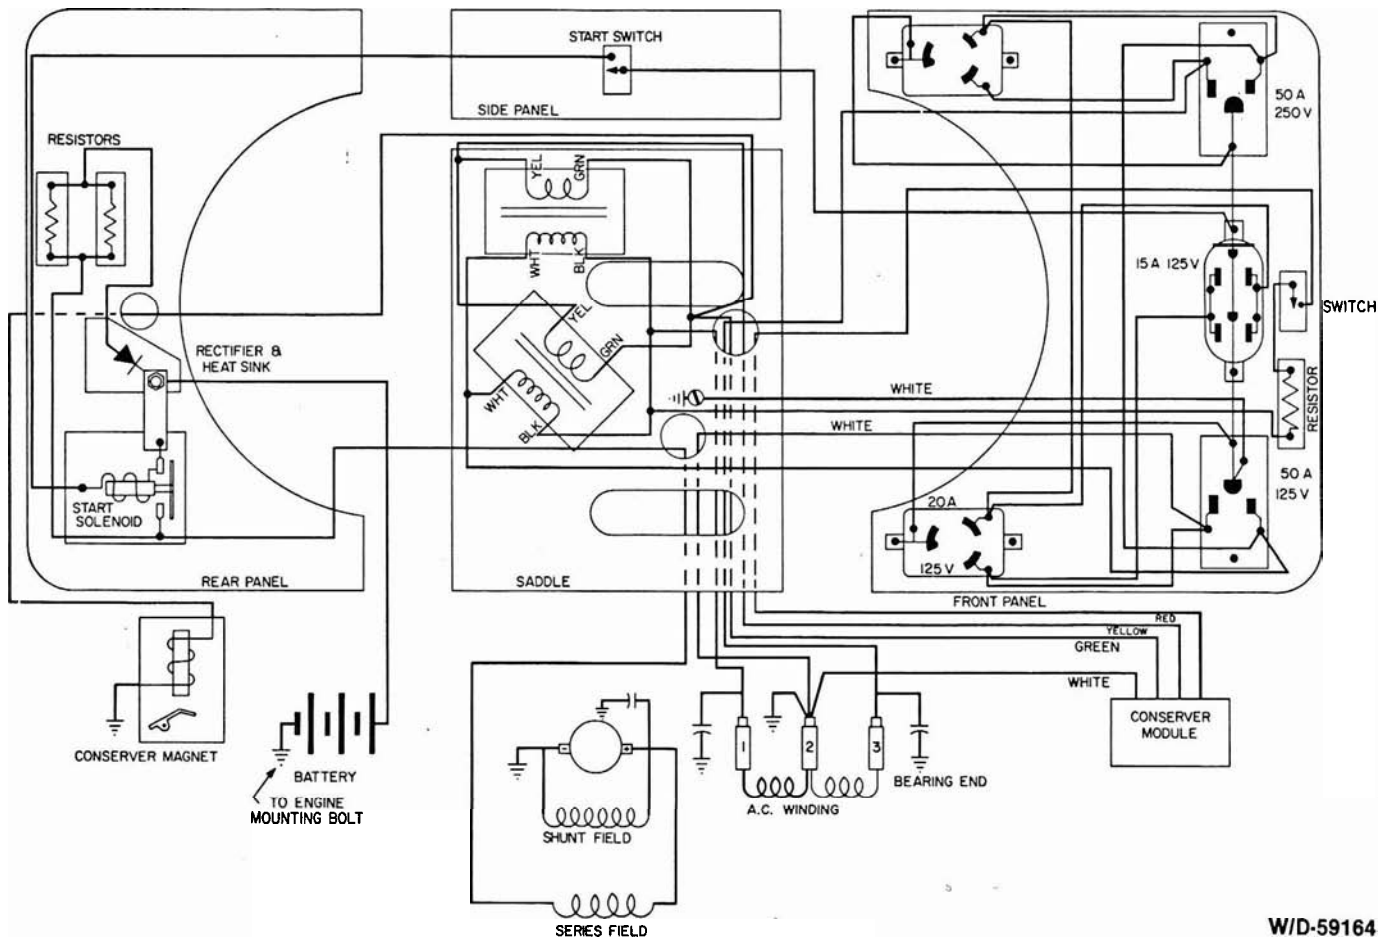 START SWITCH
SIDE PANEL
50 A
250 V
RESISTORS
YEL
GRN
WHT
BLK
15 A 125 V
SWITCH
YEL
GRN
WHT
BLK
RECTIFIER &
HEAT SINK
WHITE
WHITE
RESISTOR
50 A
125 V
START
SOLENOID
20 A
125 V
REAR PANEL
SADDLE
FRONT PANEL
RED
YELLOW
GREEN
WHITE
CONSERVER
MODULE
CONSERVER MAGNET
BATTERY
TO ENGINE
MOUNTING BOLT
-
+
1
2
3
BEARING END
A.C. WINDING
SHUNT FIELD
SERIES FIELD
W/D-59164